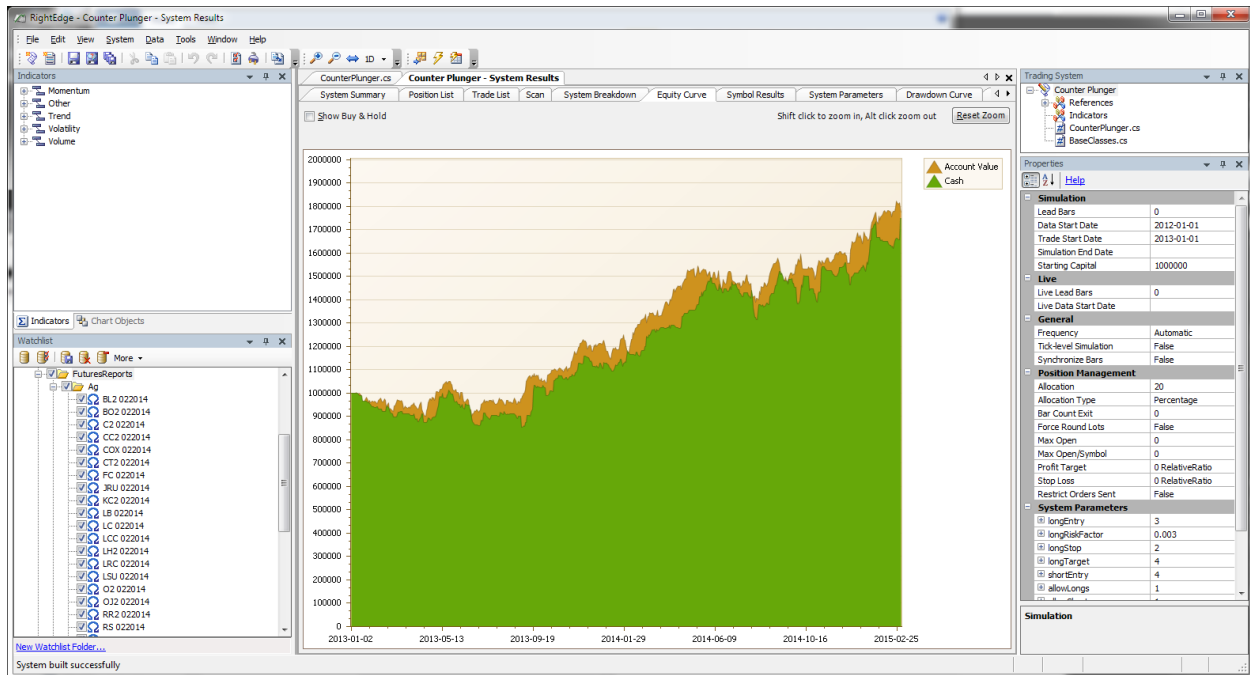 RightEdge - Counter Plunger - System Results
File Edit View System Data Tools Window Help
1D
Indicators
Momentum
Other
Trend
Volatility
Volume
Indicators Chart Objects
Watchlist
More
FuturesReports
Ag
BL2 022014
BO2 022014
C2 022014
CC2 022014
COX 022014
CT2 022014
FC 022014
JRU 022014
KC2 022014
LB 022014
LC 022014
LCC 022014
LH2 022014
LRC 022014
LSU 022014
O2 022014
OJ2 022014
RR2 022014
RS 022014
New Watchlist Folder...
System built successfully
CounterPlunger.cs Counter Plunger - System Results
System Summary Position List Trade List Scan System Breakdown Equity Curve Symbol Results System Parameters Drawdown Curve
Show Buy & Hold Shift click to zoom in, Alt click zoom out Reset Zoom
2000000
1900000
1800000
1700000
1600000
1500000
1400000
1300000
1200000
1100000
1000000
900000
800000
700000
600000
500000
400000
300000
200000
100000
0
2013-01-02 2013-05-13 2013-09-19 2014-01-29 2014-06-09 2014-10-16 2015-02-25
Account Value
Cash
Trading System
Counter Plunger
References
Indicators
CounterPlunger.cs
BaseClasses.cs
Properties
Help
Simulation
Lead Bars 0
Data Start Date 2012-01-01
Trade Start Date 2013-01-01
Simulation End Date
Starting Capital 1000000
Live
Live Lead Bars 0
Live Data Start Date
General
Frequency Automatic
Tick-level Simulation False
Synchronize Bars False
Position Management
Allocation 20
Allocation Type Percentage
Bar Count Exit 0
Force Round Lots False
Max Open 0
Max Open/Symbol 0
Profit Target 0 RelativeRatio
Stop Loss 0 RelativeRatio
Restrict Orders Sent False
System Parameters
longEntry 3
longRiskFactor 0.003
longStop 2
longTarget 4
shortEntry 4
allowLongs 1
Simulation